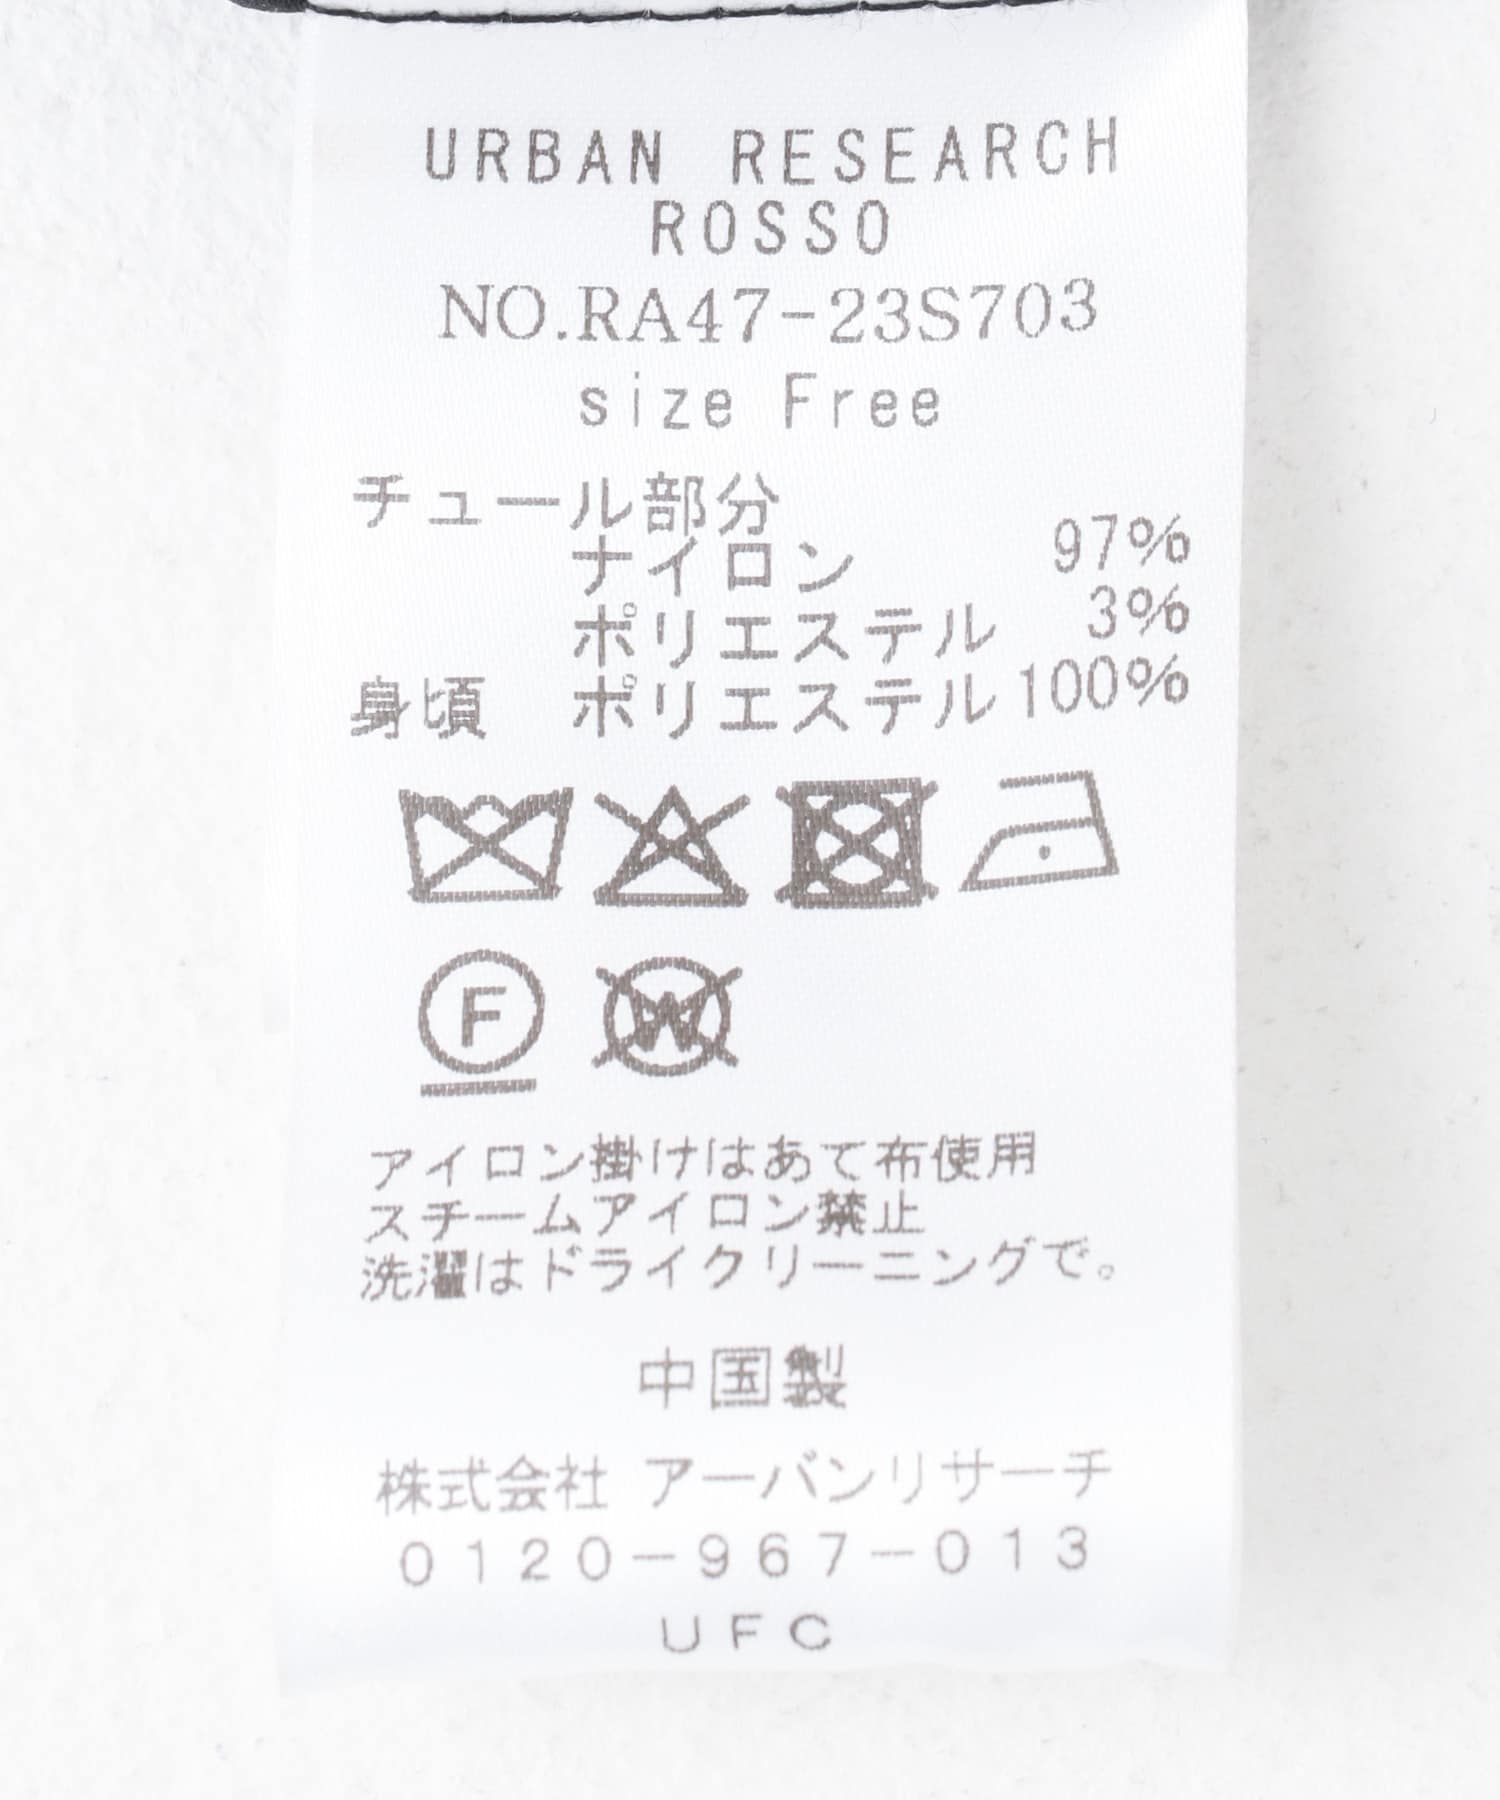 URBAN RESEARCH
ROSSO
NO.RA47-23S703
size Free
チュール部分
ナイロン 97%
ポリエステル 3%
身頃 ポリエステル 100%
F W
アイロン掛けはあて布使用
スチームアイロン禁止
洗濯はドライクリーニングで。
中国製
株式会社 アーバンリサーチ
0120-967-013
UFC